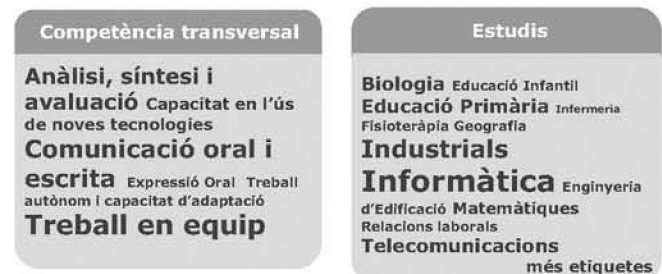 Competència transversal
Anàlisi, síntesi i
avaluació Capacitat en l'ús
de noves tecnologies
Comunicació oral i
escrita Expressió Oral Treball
autònom i capacitat d'adaptació
Treball en equip
Estudis
Biologia Educació Infantil
Educació Primària Infermeria
Fisioteràpia Geografia
Industrials
Informàtica Enginyeria
d'Edificació Matemàtiques
Relacions laborals
Telecomunicacions
més etiquetes